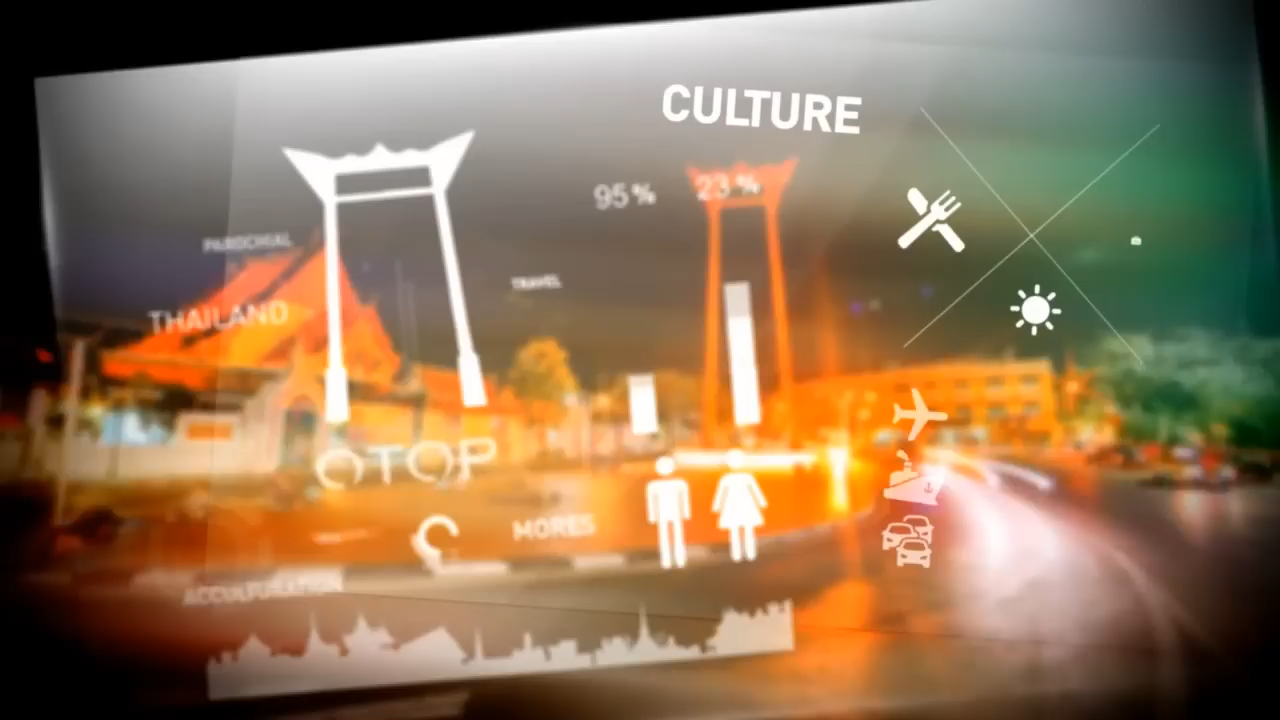 CULTURE
95 %
23 %
PAROCHIAL
TRAVEL
THAILAND
OTOP
MORES
ACCULTURATION